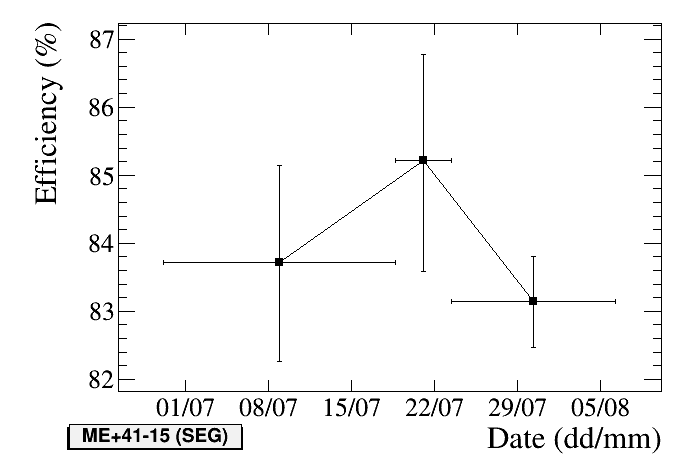 Efficiency (%)
87
86
85
84
83
82
01/07 08/07 15/07 22/07 29/07 05/08
Date (dd/mm)
ME+41-15 (SEG)